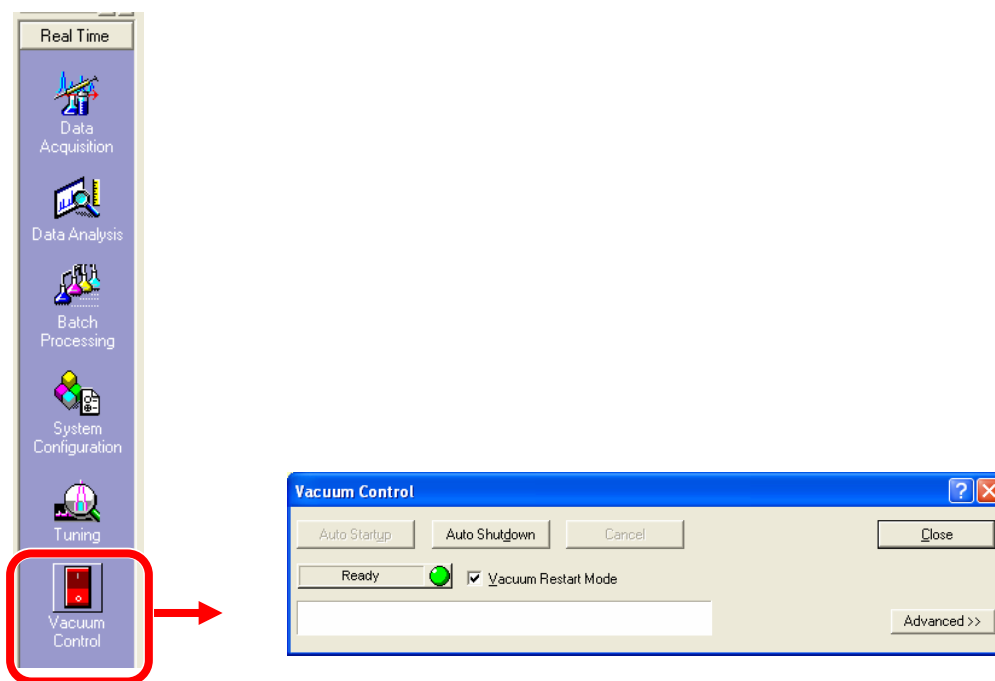 Real Time
Data
Acquisition
Data Analysis
Batch
Processing
System
Configuration
Tuning
Vacuum
Control
Vacuum Control
Auto Startup
Auto Shutdown
Cancel
Close
Ready
Vacuum Restart Mode
Advanced >>